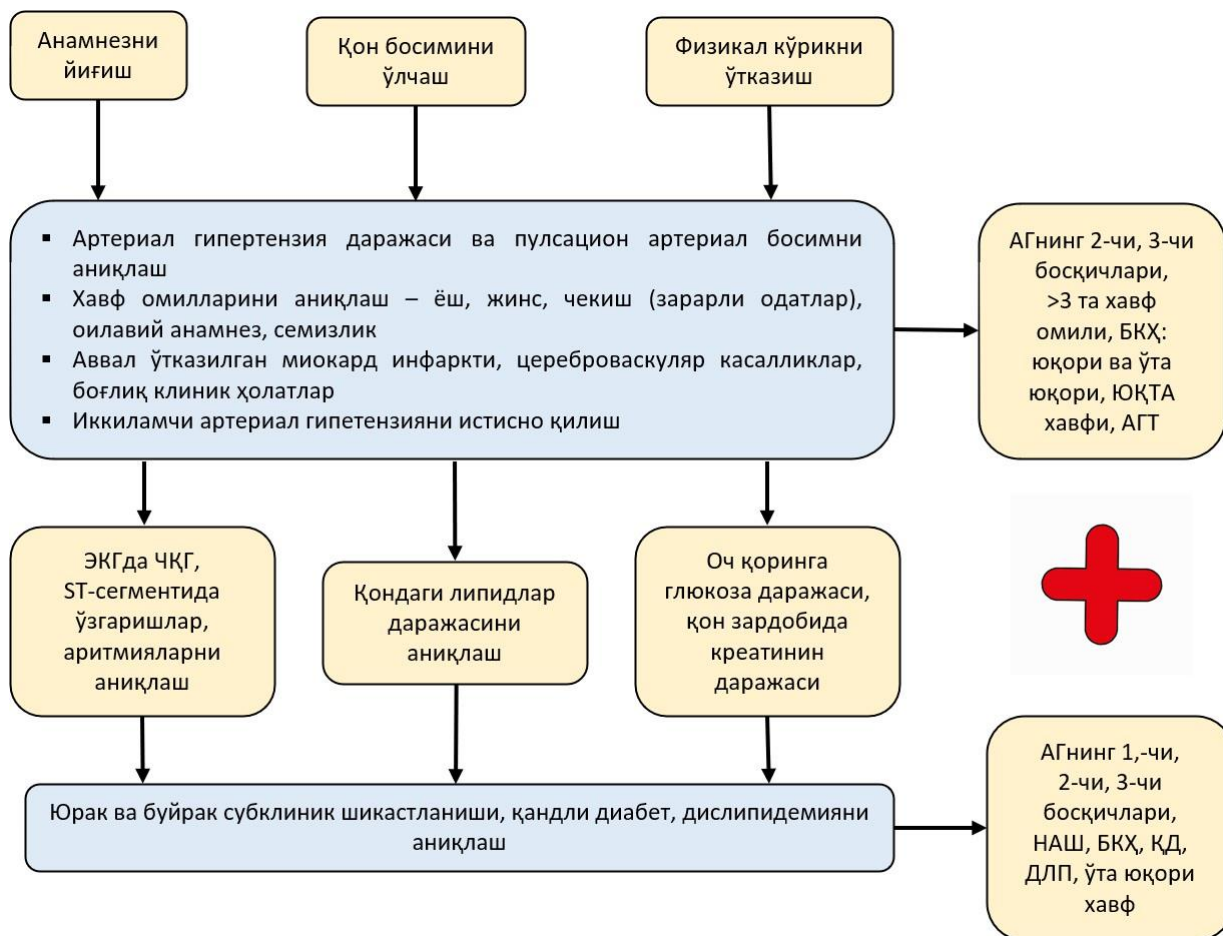 Анамнезни
йиғиш
Қон босимини
ўлчаш
Физикал кўрикни
ўтказиш
▪ Артериал гипертензия даражаси ва пулсацион артериал босимни
аниқлаш
▪ Хавф омилларини аниқлаш – ёш, жинс, чекиш (зарарли одатлар),
оилавий анамнез, семизлик
▪ Аввал ўтказилган миокард инфаркти, цереброваскуляр касалликлар,
боғлиқ клиник ҳолатлар
▪ Иккиламчи артериал гипетензияни истисно қилиш
АГнинг 2-чи, 3-чи
босқичлари,
>3 та хавф
омили, БКҲ:
юқори ва ўта
юқори, ЮҚТА
хавфи, АГТ
ЭКГда ЧҚГ,
ST-сегментида
ўзгаришлар,
аритмияларни
аниқлаш
Қондаги липидлар
даражасини
аниқлаш
Оч қоринга
глюкоза даражаси,
қон зардобида
креатинин
даражаси
Юрак ва буйрак субклиник шикастланиши, қандли диабет, дислипидемияни
аниқлаш
АГнинг 1,-чи,
2-чи, 3-чи
босқичлари,
НАШ, БКҲ, ҚД,
ДЛП, ўта юқори
хавф